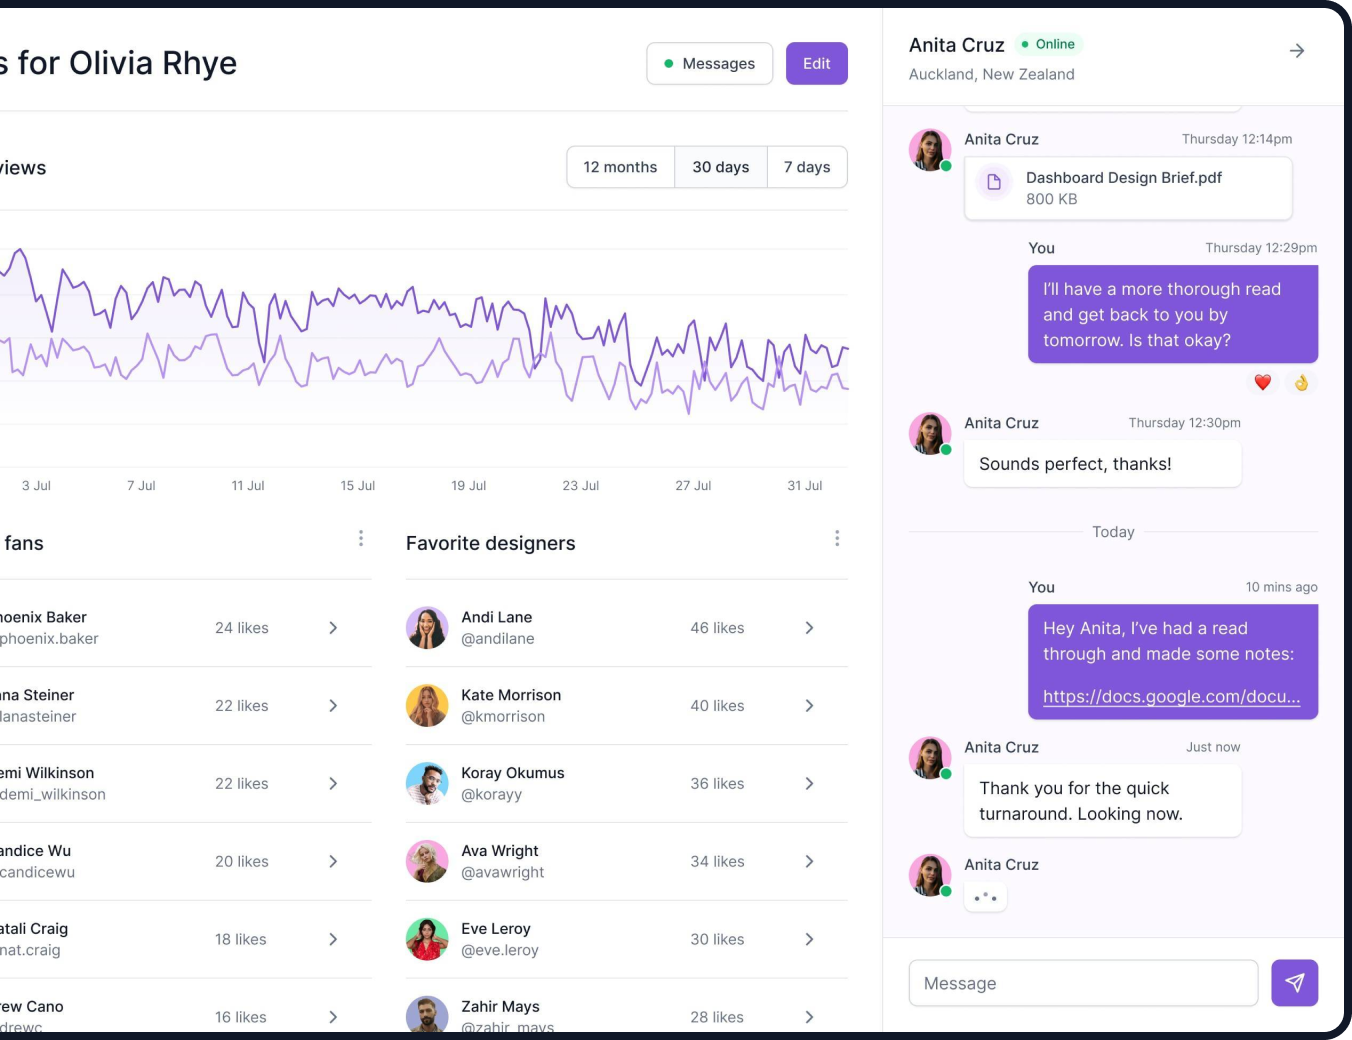 s for Olivia Rhye
Messages
Edit
views
12 months
30 days
7 days
3 Jul
7 Jul
11 Jul
15 Jul
19 Jul
23 Jul
27 Jul
31 Jul
fans
hoenix Baker
phoenix.baker
24 likes
ana Steiner
lanasteiner
22 likes
emi Wilkinson
demi_wilkinson
22 likes
andice Wu
candicewu
20 likes
atali Craig
nat.craig
18 likes
rew Cano
drewc
16 likes
Favorite designers
Andi Lane
@andilane
46 likes
Kate Morrison
@kmorrison
40 likes
Koray Okumus
@korayy
36 likes
Ava Wright
@avawright
34 likes
Eve Leroy
@eve.leroy
30 likes
Zahir Mays
@zahir_mays
28 likes
Anita Cruz
Online
Auckland, New Zealand
Anita Cruz
Thursday 12:14pm
Dashboard Design Brief.pdf
800 KB
You
Thursday 12:29pm
I’ll have a more thorough read
and get back to you by
tomorrow. Is that okay?
Anita Cruz
Thursday 12:30pm
Sounds perfect, thanks!
Today
You
10 mins ago
Hey Anita, I’ve had a read
through and made some notes:
https://docs.google.com/docu...
Anita Cruz
Just now
Thank you for the quick
turnaround. Looking now.
Anita Cruz
Message